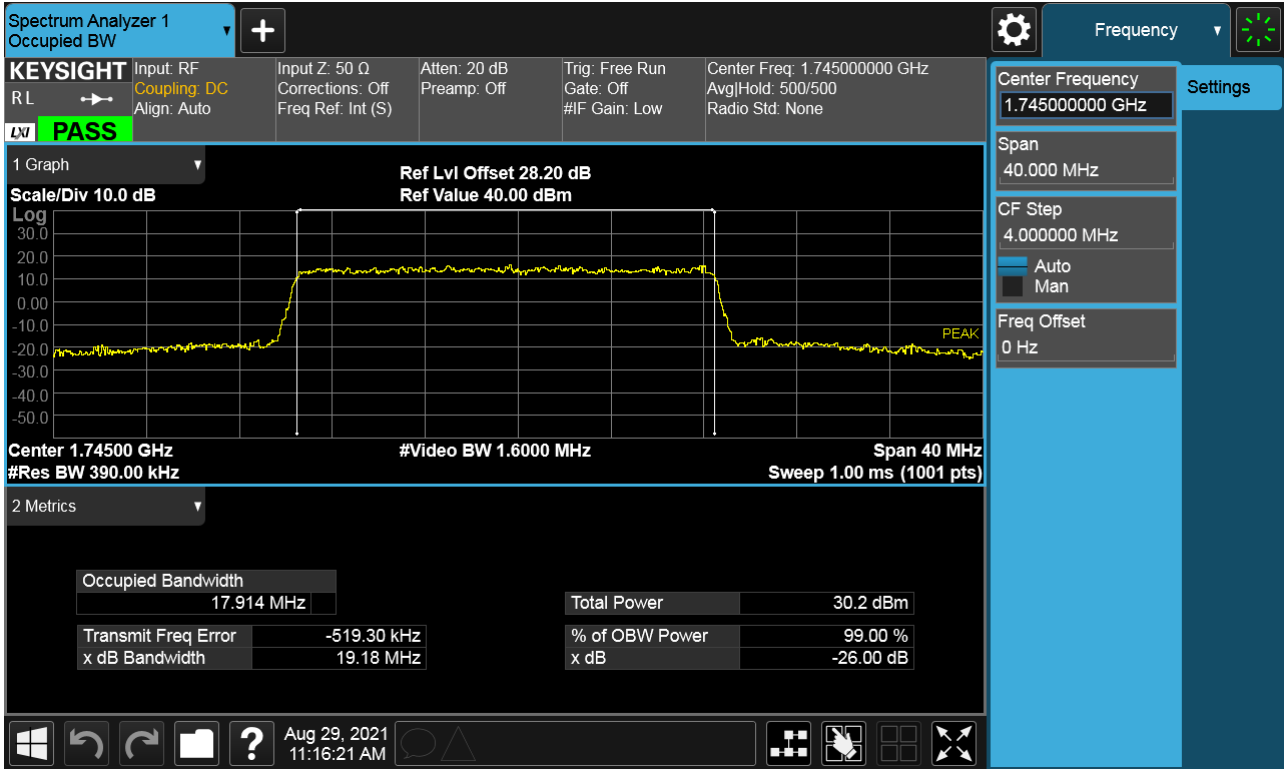 Spectrum Analyzer 1
Occupied BW
+
Frequency
KEYSIGHT
R L
LXI PASS
Input: RF
Coupling: DC
Align: Auto
Input Z: 50 Ω
Corrections: Off
Freq Ref: Int (S)
Atten: 20 dB
Preamp: Off
Trig: Free Run
Gate: Off
#IF Gain: Low
Center Freq: 1.745000000 GHz
Avg|Hold: 500/500
Radio Std: None
Center Frequency
1.745000000 GHz
Settings
Span
40.000 MHz
CF Step
4.000000 MHz
Auto
Man
Freq Offset
0 Hz
1 Graph
Ref Lvl Offset 28.20 dB
Scale/Div 10.0 dB
Ref Value 40.00 dBm
Log
30.0
20.0
10.0
0.00
-10.0
-20.0
-30.0
-40.0
-50.0
PEAK
Center 1.74500 GHz
#Video BW 1.6000 MHz
Span 40 MHz
#Res BW 390.00 kHz
Sweep 1.00 ms (1001 pts)
2 Metrics
Occupied Bandwidth
17.914 MHz
Total Power 30.2 dBm
Transmit Freq Error -519.30 kHz
% of OBW Power 99.00 %
x dB Bandwidth 19.18 MHz
x dB -26.00 dB
?
Aug 29, 2021
11:16:21 AM